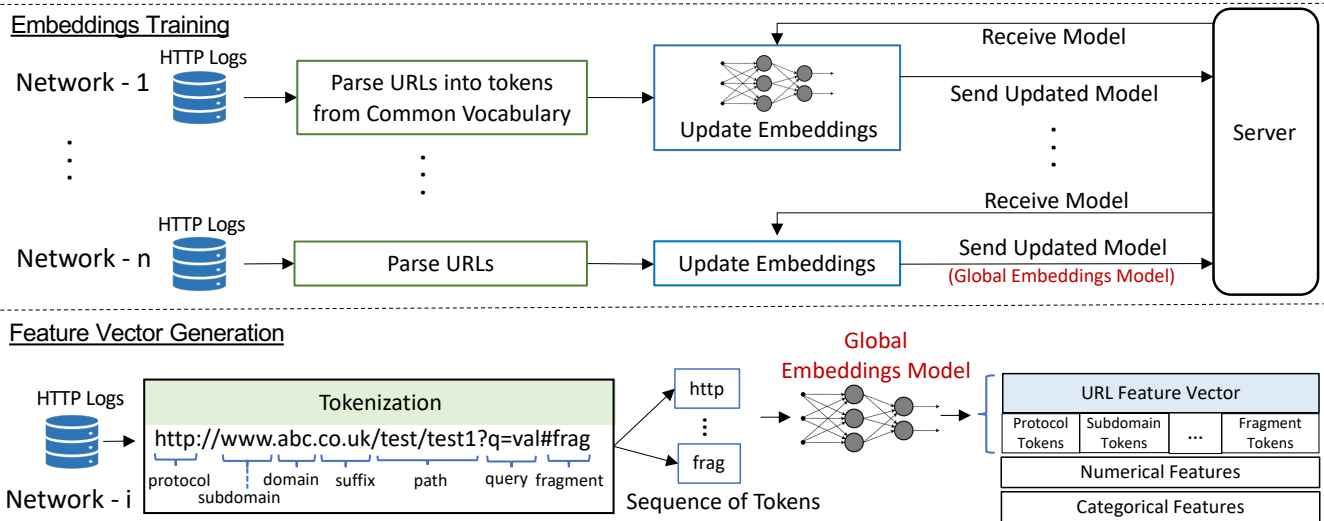 Embeddings Training
HTTP Logs
Network - 1
Parse URLs into tokens
from Common Vocabulary
Update Embeddings
Receive Model
Send Updated Model
Server
HTTP Logs
Network - n
Parse URLs
Update Embeddings
Receive Model
Send Updated Model
(Global Embeddings Model)
Feature Vector Generation
HTTP Logs
Network - i
Tokenization
http://www.abc.co.uk/test/test1?q=val#frag
protocol
subdomain
domain
suffix
path
query
fragment
http
frag
Sequence of Tokens
Global
Embeddings Model
URL Feature Vector
Protocol
Tokens
Subdomain
Tokens
...
Fragment
Tokens
Numerical Features
Categorical Features